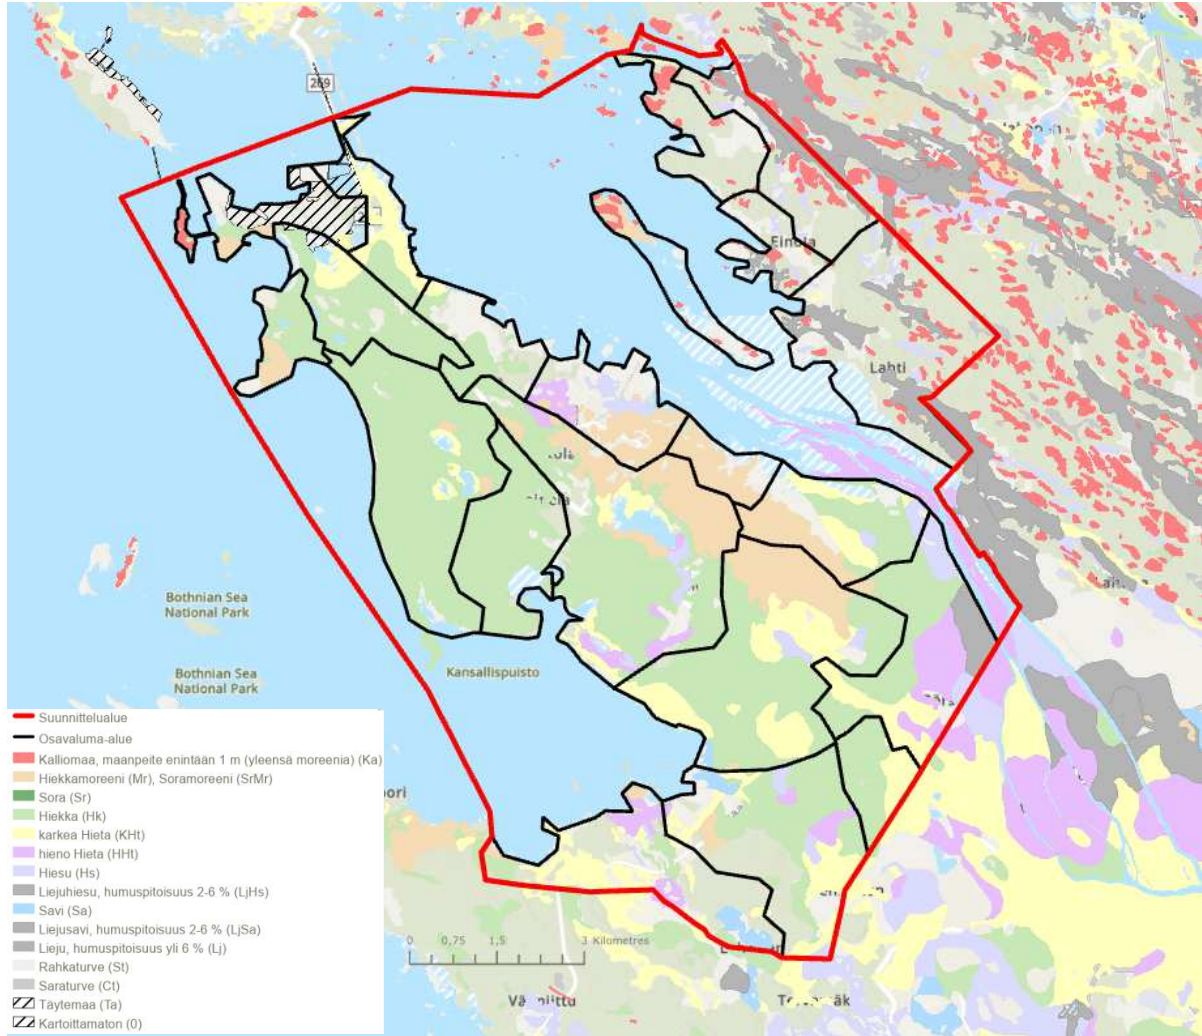 269
Einola
Lahti
Bothnian Sea
National Park
Bothnian Sea
National Park
Kansallispuisto
Suunnittelualue
Osavaluma-alue
Kalliomaa, maanpeite enintään 1 m (yleensä moreenia) (Ka)
Hiekkamoreeni (Mr), Soramoreeni (SrMr)
Sora (Sr)
Hiekka (Hk)
karkea Hieta (KHt)
hieno Hieta (HHt)
Hiesu (Hs)
Liejuhiesu, humuspitoisuus 2-6 % (LjHs)
Savi (Sa)
Liejusavi, humuspitoisuus 2-6 % (LjSa)
Lieju, humuspitoisuus yli 6 % (Lj)
Rahkaturve (St)
Saraturve (Ct)
Täytemaa (Ta)
Kartoittamaton (0)
0 0,75 1,5 3 Kilometres